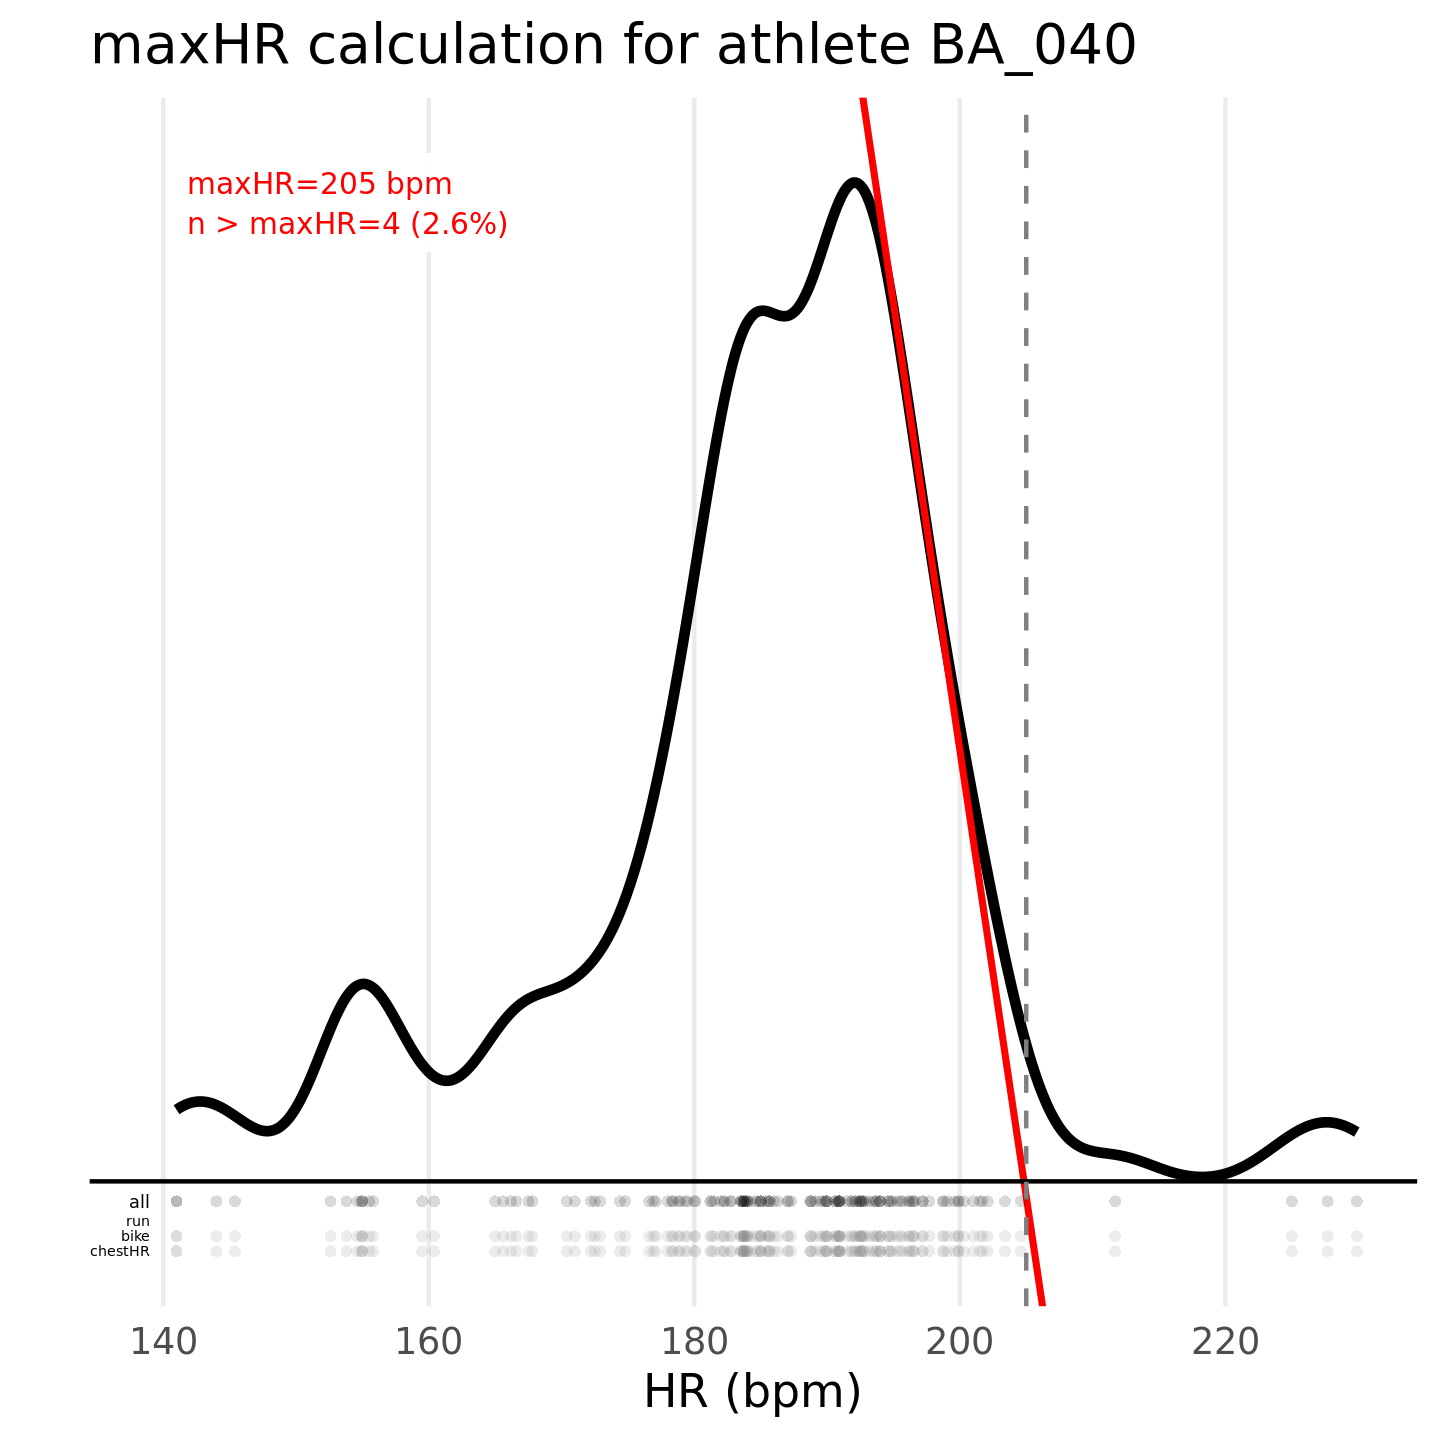 maxHR calculation for athlete BA_040
maxHR=205 bpm
n > maxHR=4 (2.6%)
all
run
bike
chestHR
140 160 180 200 220
HR (bpm)